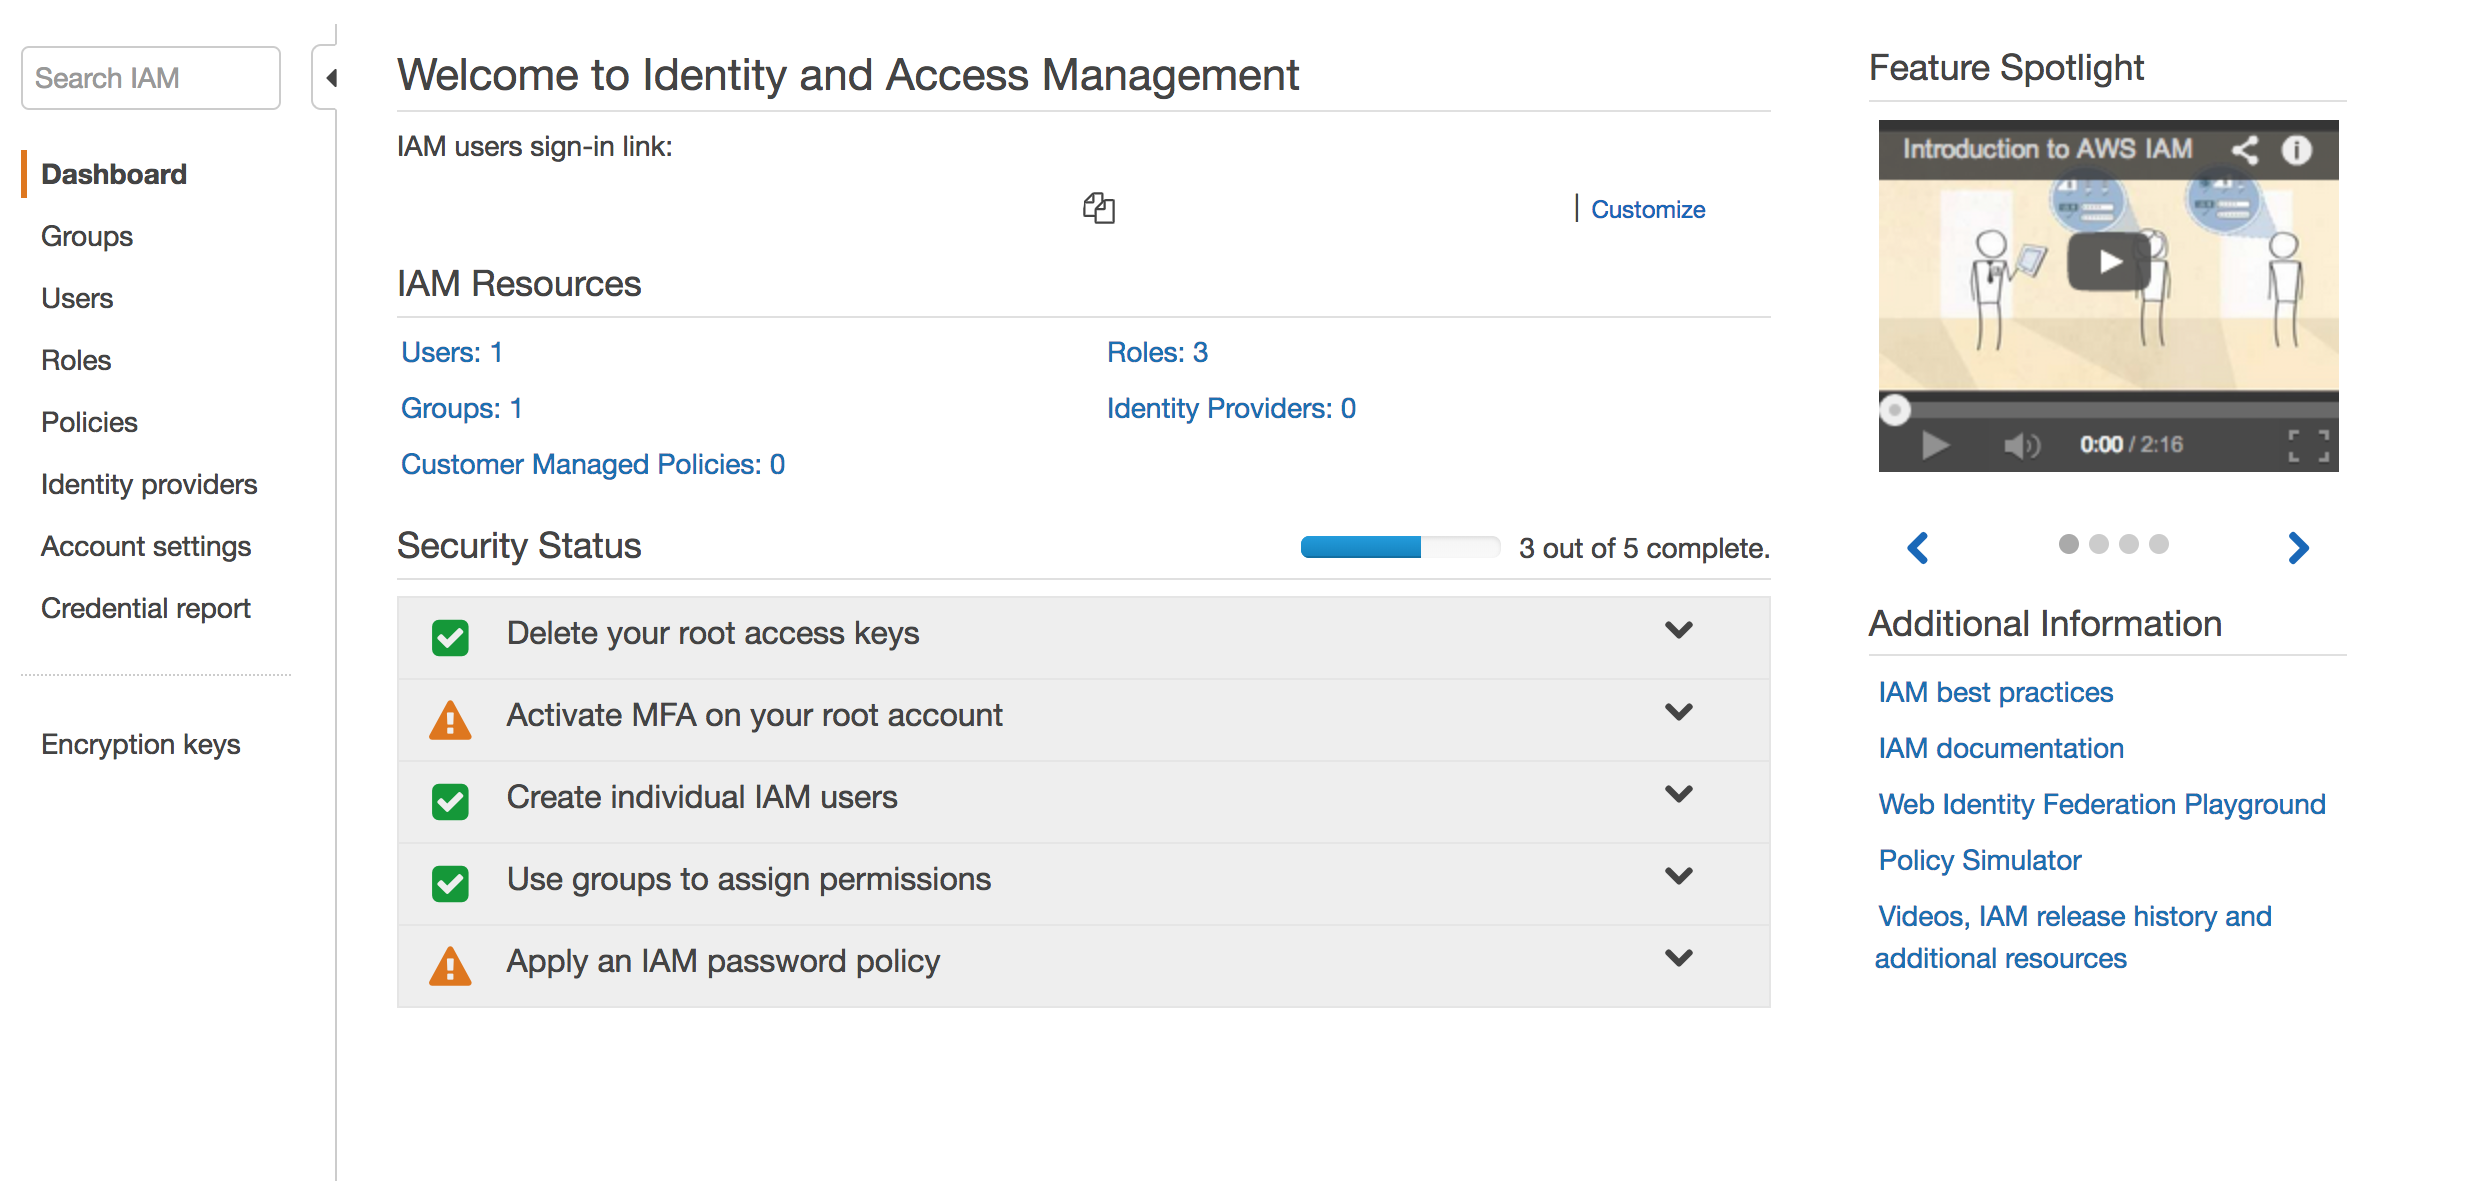 Search IAM
Dashboard
Groups
Users
Roles
Policies
Identity providers
Account settings
Credential report
Encryption keys
Welcome to Identity and Access Management
IAM users sign-in link:
| Customize
IAM Resources
Users: 1
Roles: 3
Groups: 1
Identity Providers: 0
Customer Managed Policies: 0
Security Status
3 out of 5 complete.
Delete your root access keys
Activate MFA on your root account
Create individual IAM users
Use groups to assign permissions
Apply an IAM password policy
Feature Spotlight
Introduction to AWS IAM
0:00 / 2:16
Additional Information
IAM best practices
IAM documentation
Web Identity Federation Playground
Policy Simulator
Videos, IAM release history and
additional resources